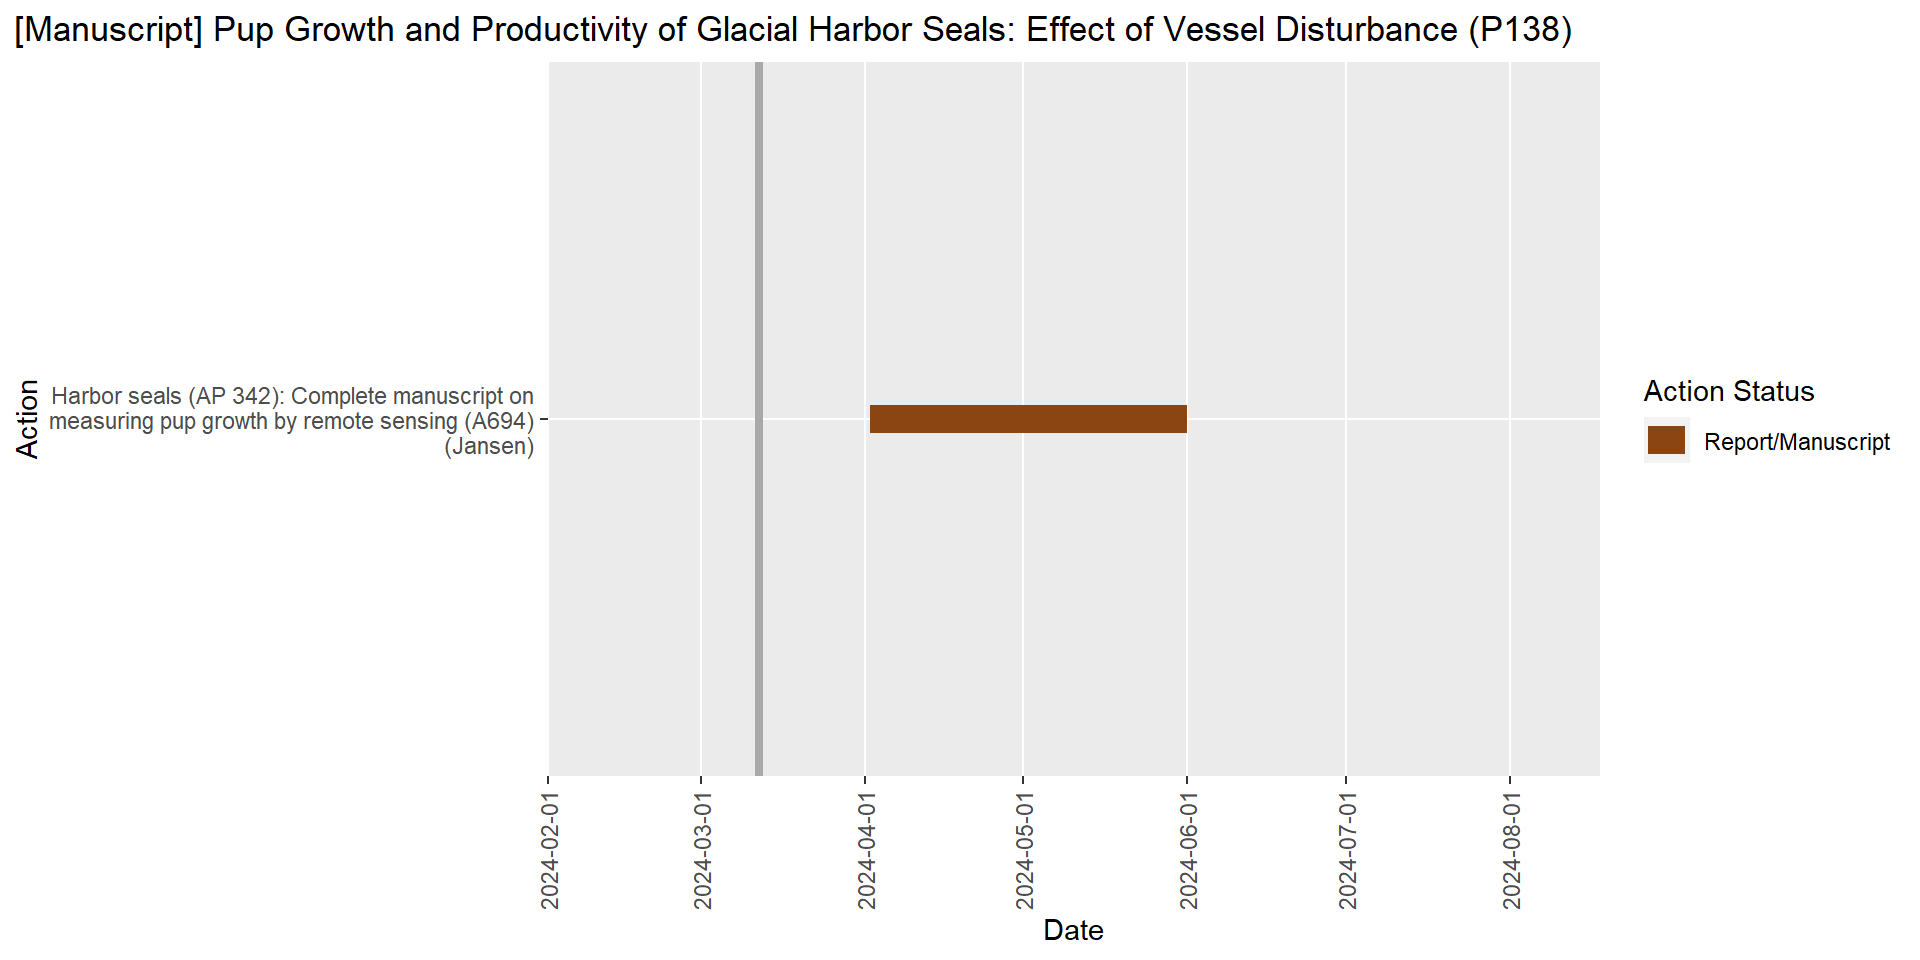 [Manuscript] Pup Growth and Productivity of Glacial Harbor Seals: Effect of Vessel Disturbance (P138)
Action
Harbor seals (AP 342): Complete manuscript on
measuring pup growth by remote sensing (A694)
(Jansen)
Action Status
Report/Manuscript
2024-02-01
2024-03-01
2024-04-01
2024-05-01
2024-06-01
2024-07-01
2024-08-01
Date